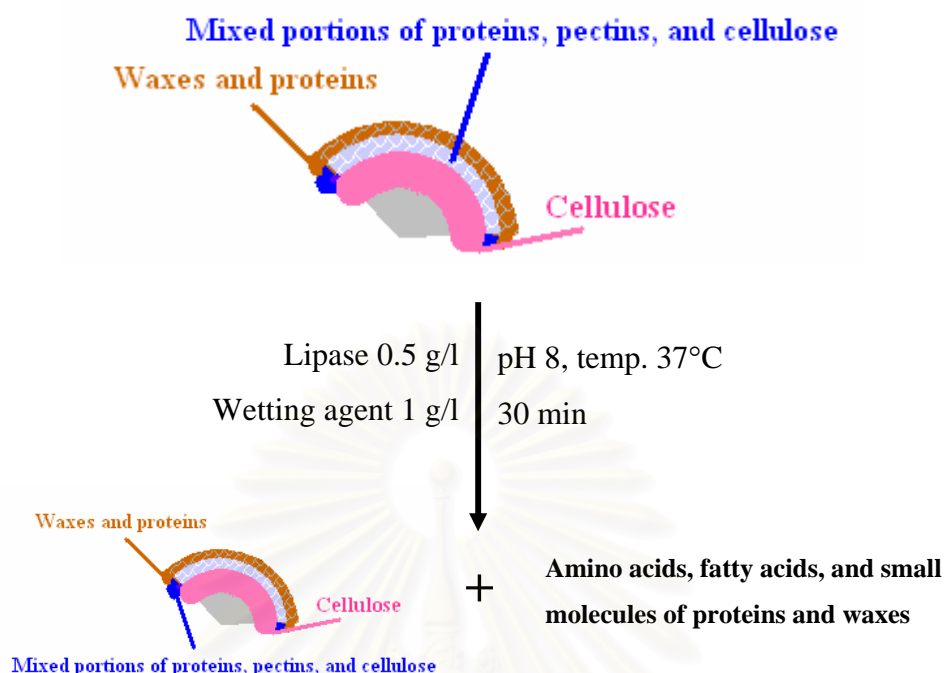 Mixed portions of proteins, pectins, and cellulose
Waxes and proteins
Cellulose
Lipase 0.5 g/l
pH 8, temp. 37°C
Wetting agent 1 g/l
30 min
Waxes and proteins
Cellulose
Mixed portions of proteins, pectins, and cellulose
+
Amino acids, fatty acids, and small
molecules of proteins and waxes